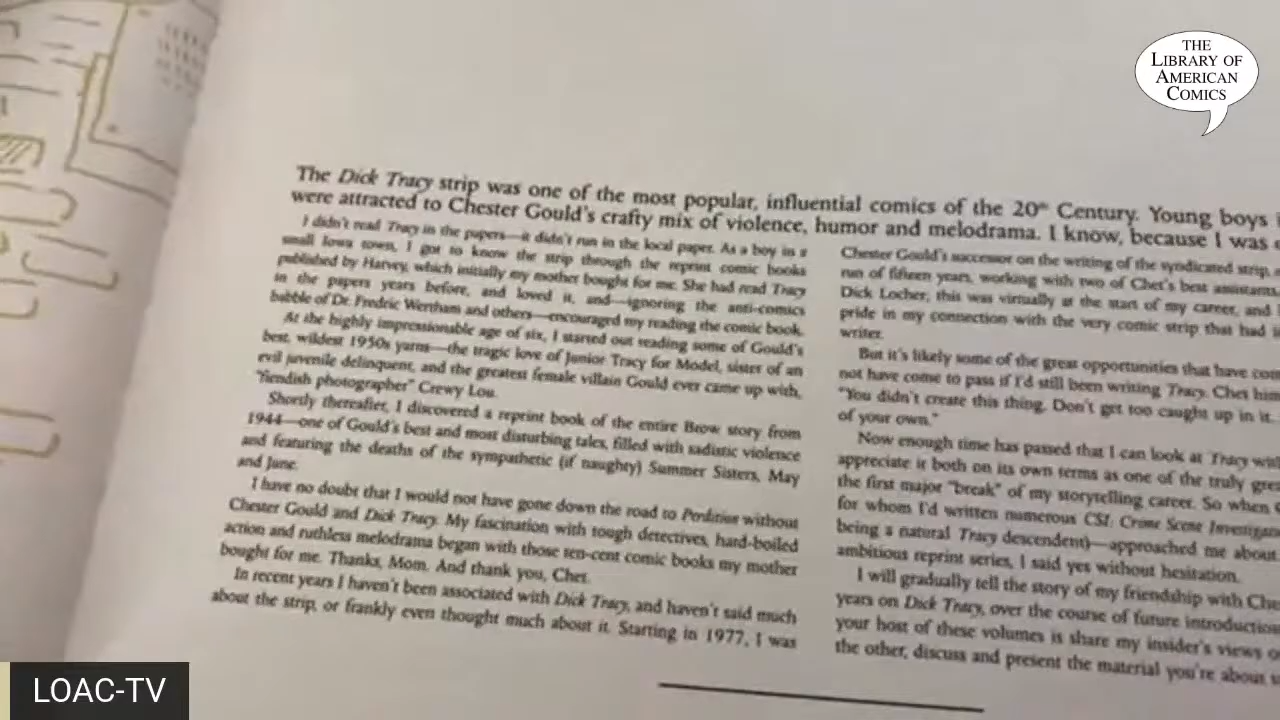 THE
LIBRARY OF
AMERICAN
COMICS
The Dick Tracy strip was one of the most popular, influential comics of the 20th Century. Young boys
were attracted to Chester Gould's crafty mix of violence, humor and melodrama. I know, because I was
I didn't read Tracy in the papers—it didn't run in the local paper. As a boy in a
small Iowa town, I got to know the strip through the reprint comic books
published by Harvey, which initially my mother bought for me. She had read Tracy
in the papers years before, and loved it, and—ignoring the anti-comics
babble of Dr. Fredric Wertham and others—encouraged my reading the comic book.
At the highly impressionable age of six, I started out reading some of Gould's
best, wildest 1950s yarns—the tragic love of Junior Tracy for Model, sister of an
evil juvenile delinquent, and the greatest female villain Gould ever came up with,
"fiendish photographer" Crewy Lou.
Shortly thereafter, I discovered a reprint book of the entire Brow story from
1944—one of Gould's best and most disturbing tales, filled with sadistic violence
and featuring the deaths of the sympathetic (if naughty) Summer Sisters, May
and June.
I have no doubt that I would not have gone down the road to Perdition without
Chester Gould and Dick Tracy. My fascination with tough detectives, hard-boiled
action and ruthless melodrama began with those ten-cent comic books my mother
bought for me. Thanks, Mom. And thank you, Chet.
In recent years I haven't been associated with Dick Tracy, and haven't said much
about the strip, or frankly even thought much about it. Starting in 1977, I was
Chester Gould's successor on the writing of the syndicated strip,
run of fifteen years, working with two of Chet's best assistants,
Dick Locher; this was virtually at the start of my career, and
pride in my connection with the very comic strip that had
writer.
But it's likely some of the great opportunities that have
not have come to pass if I'd still been writing Tracy. Chet
"You didn't create this thing. Don't get too caught up in it...
of your own."
Now enough time has passed that I can look at Tracy
appreciate it both on its own terms as one of the truly
the first major "break" of my storytelling career. So when
for whom I'd written numerous CSI: Crime Scene
being a natural Tracy descendent)—approached me about
ambitious reprint series, I said yes without hesitation.
I will gradually tell the story of my friendship with
years on Dick Tracy, over the course of future
your host of these volumes is share my insider's views
the other, discuss and present the material you're about
LOAC-TV